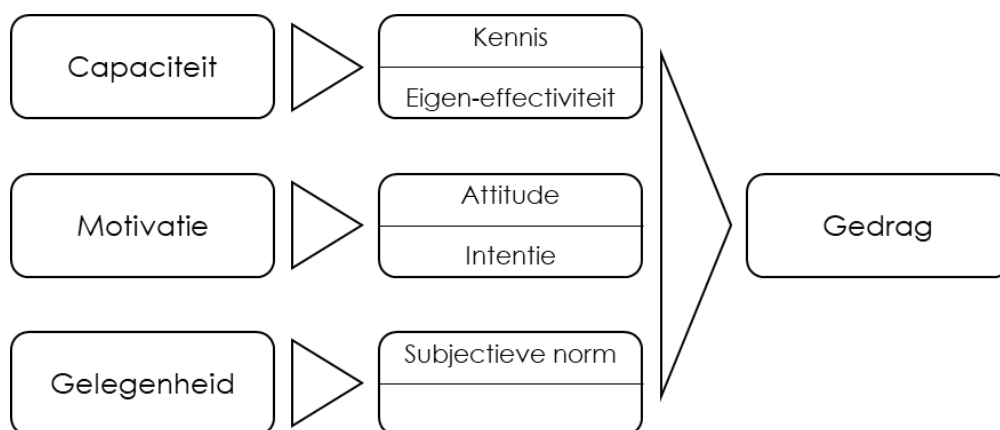 Capaciteit
Kennis
Eigen-effectiviteit
Motivatie
Attitude
Intentie
Gedrag
Gelegenheid
Subjectieve norm